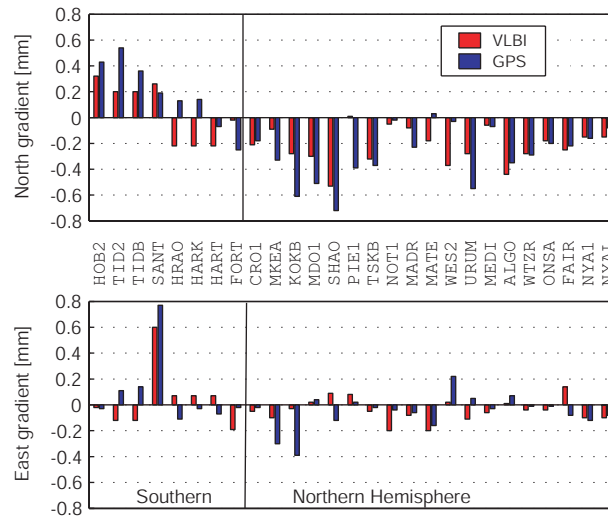 0.8
0.6
0.4
0.2
0
-0.2
-0.4
-0.6
-0.8
North gradient [mm]
VLBI
GPS
HOB2
TID2
TIDB
SANT
HRAO
HARK
HART
FORT
CRO1
MKEA
KOKB
MDO1
SHAO
PIE1
TSKB
NOT1
MADR
MATE
WES2
URUM
MEDI
ALGO
WTZR
ONSA
FAIR
NYA1
NYAL
0.8
0.6
0.4
0.2
0
-0.2
-0.4
-0.6
-0.8
East gradient [mm]
Southern
Northern Hemisphere